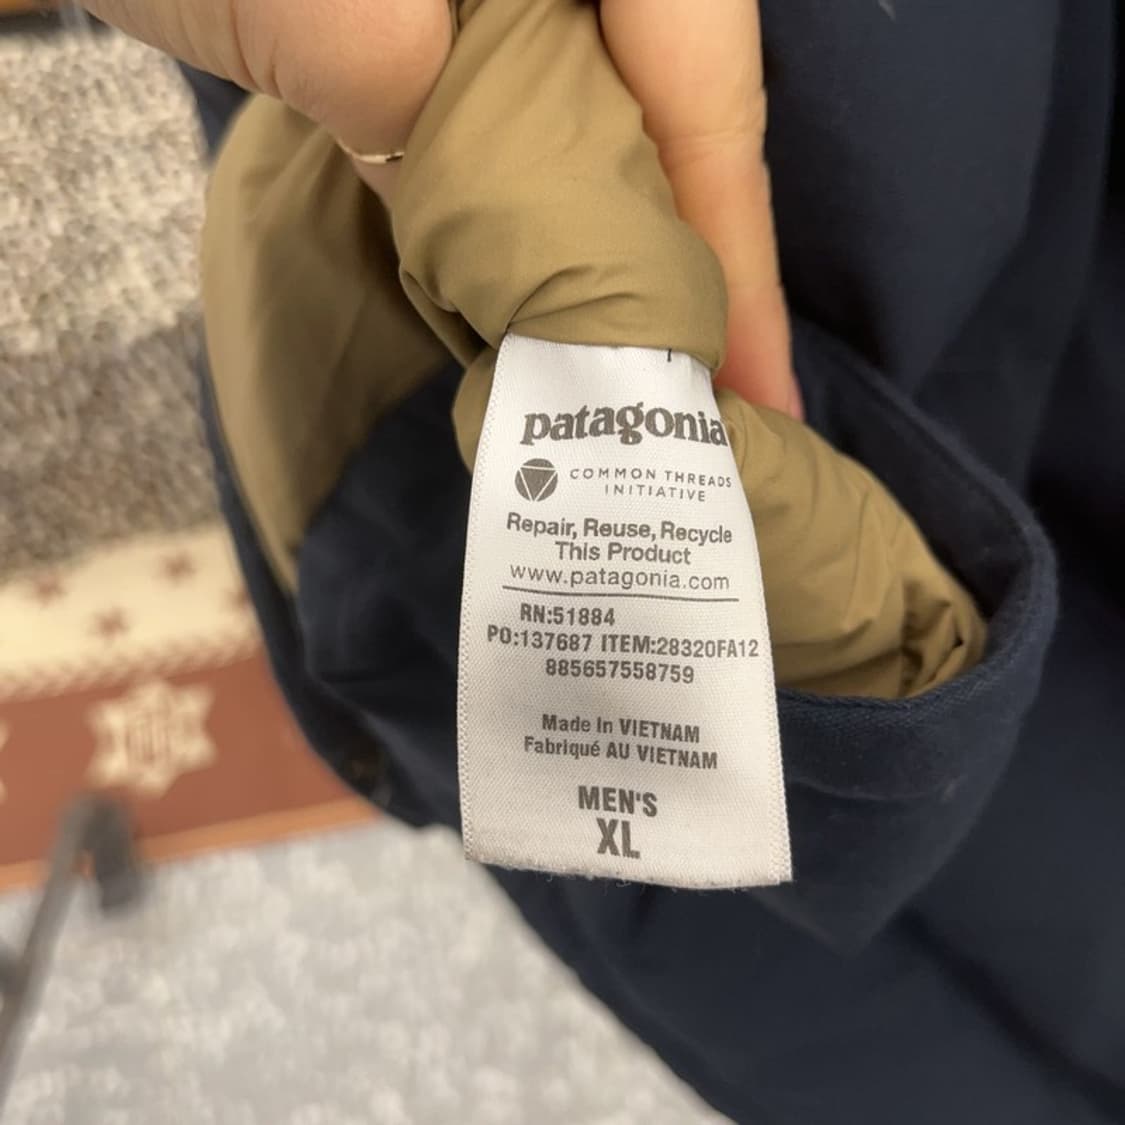 patagonia
COMMON THREADS
INITIATIVE
Repair, Reuse, Recycle
This Product
www.patagonia.com
RN:51884
PO:137687 ITEM:28320FA12
885657558759
Made In VIETNAM
Fabriqué AU VIETNAM
MEN'S
XL